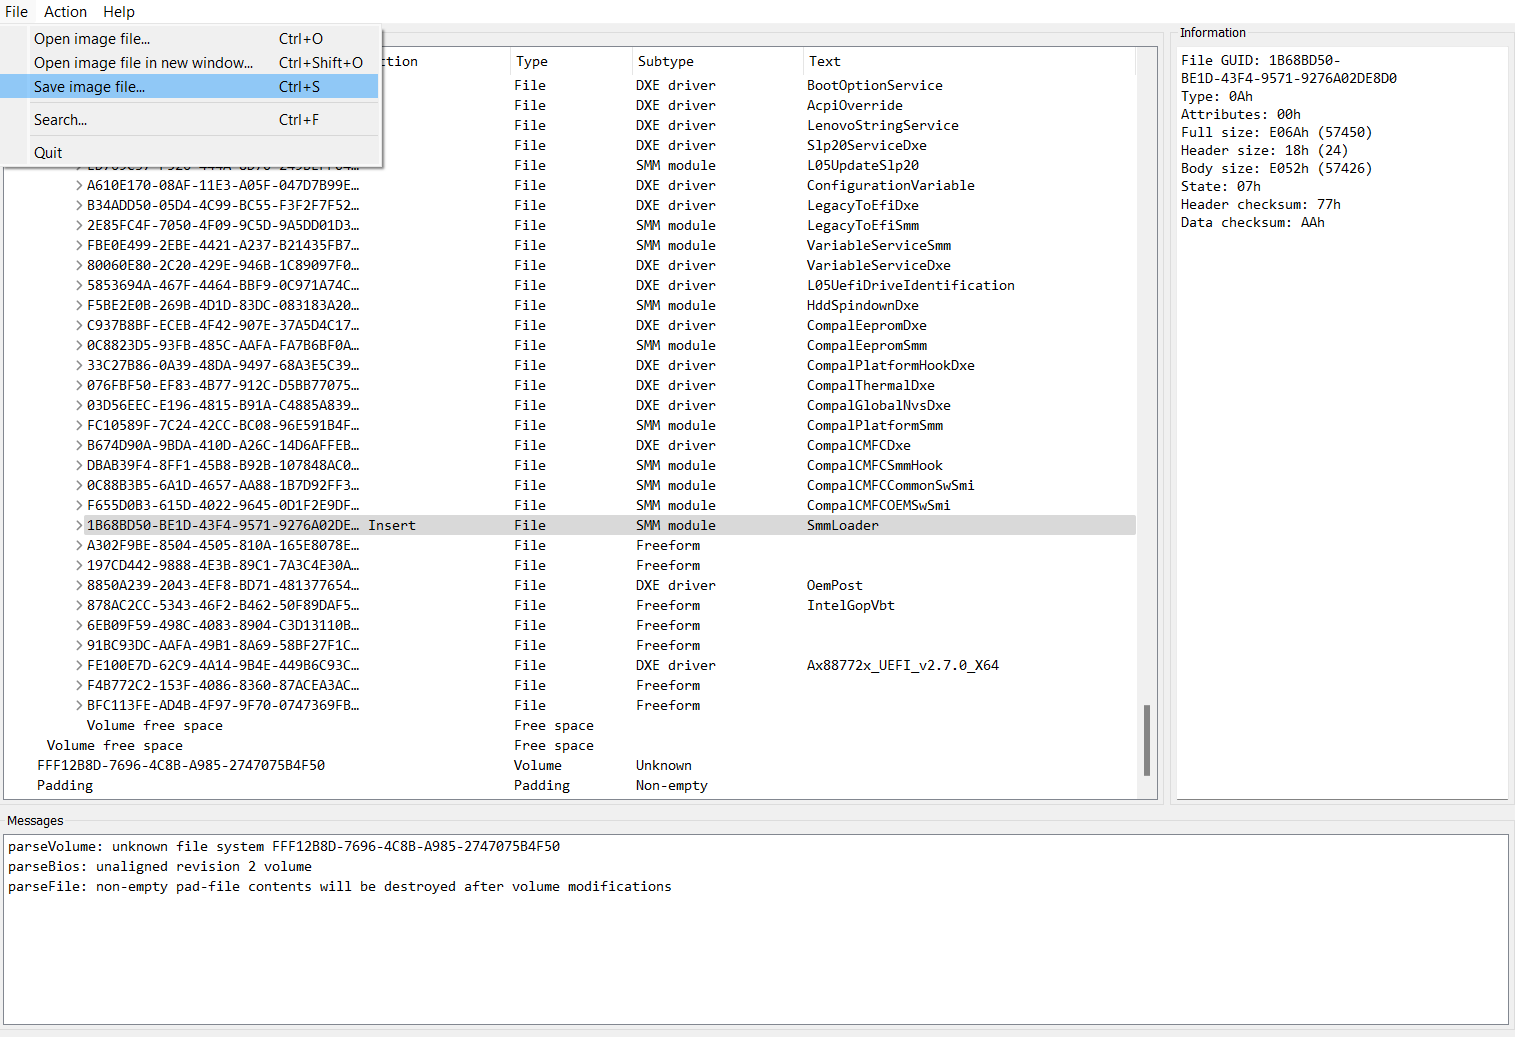 File Action Help
Open image file... Ctrl+O
Open image file in new window... Ctrl+Shift+O
Save image file... Ctrl+S
Search... Ctrl+F
Quit
ction Type Subtype Text
File DXE driver BootOptionService
File DXE driver AcpiOverride
File DXE driver LenovoStringService
File DXE driver Slp20ServiceDxe
File SMM module L05UpdateSlp20
A610E170-08AF-11E3-A05F-047D7B99E… File DXE driver ConfigurationVariable
B34ADD50-05D4-4C99-BC55-F3F2F7F52… File DXE driver LegacyToEfiDxe
2E85FC4F-7050-4F09-9C5D-9A5DD01D3… File SMM module LegacyToEfiSmm
FBE0E499-2EBE-4421-A237-B21435FB7… File SMM module VariableServiceSmm
80060E80-2C20-429E-946B-1C89097F0… File DXE driver VariableServiceDxe
5853694A-467F-4464-BBF9-0C971A74C… File DXE driver L05UefiDriveIdentification
F5BE2E0B-269B-4D1D-83DC-083183A20… File SMM module HddSpindownDxe
C937B8BF-ECEB-4F42-907E-37A5D4C17… File DXE driver CompalEepromDxe
0C8823D5-93FB-485C-AAFA-FA7B6BF0A… File SMM module CompalEepromSmm
33C27B86-0A39-48DA-9497-68A3E5C39… File DXE driver CompalPlatformHookDxe
076FBF50-EF83-4B77-912C-D5BB77075… File DXE driver CompalThermalDxe
03D56EEC-E196-4815-B91A-C4885A839… File DXE driver CompalGlobalNvsDxe
FC10589F-7C24-42CC-BC08-96E591B4F… File SMM module CompalPlatformSmm
B674D90A-9BDA-410D-A26C-14D6AFFEB… File DXE driver CompalCMFCDxe
DBAB39F4-8FF1-45B8-B92B-107848AC0… File SMM module CompalCMFCSmmHook
0C88B3B5-6A1D-4657-AA88-1B7D92FF3… File SMM module CompalCMFCCommonSwSmi
F655D0B3-615D-4022-9645-0D1F2E9DF… File SMM module CompalCMFCOEMSwSmi
1B68BD50-BE1D-43F4-9571-9276A02DE… Insert File SMM module SmmLoader
A302F9BE-8504-4505-810A-165E8078E… File Freeform
197CD442-9888-4E3B-89C1-7A3C4E30A… File Freeform
8850A239-2043-4EF8-BD71-481377654… File DXE driver OemPost
878AC2CC-5343-46F2-B462-50F89DAF5… File Freeform IntelGopVbt
6EB09F59-498C-4083-8904-C3D13110B… File Freeform
91BC93DC-AAFA-49B1-8A69-58BF27F1C… File Freeform
FE100E7D-62C9-4A14-9B4E-449B6C93C… File DXE driver Ax88772x_UEFI_v2.7.0_X64
F4B772C2-153F-4086-8360-87ACEA3AC… File Freeform
BFC113FE-AD4B-4F97-9F70-0747369FB… File Freeform
Volume free space Free space
Volume free space Free space
FFF12B8D-7696-4C8B-A985-2747075B4F50 Volume Unknown
Padding Padding Non-empty
Information
File GUID: 1B68BD50-
BE1D-43F4-9571-9276A02DE8D0
Type: 0Ah
Attributes: 00h
Full size: E06Ah (57450)
Header size: 18h (24)
Body size: E052h (57426)
State: 07h
Header checksum: 77h
Data checksum: AAh
Messages
parseVolume: unknown file system FFF12B8D-7696-4C8B-A985-2747075B4F50
parseBios: unaligned revision 2 volume
parseFile: non-empty pad-file contents will be destroyed after volume modifications